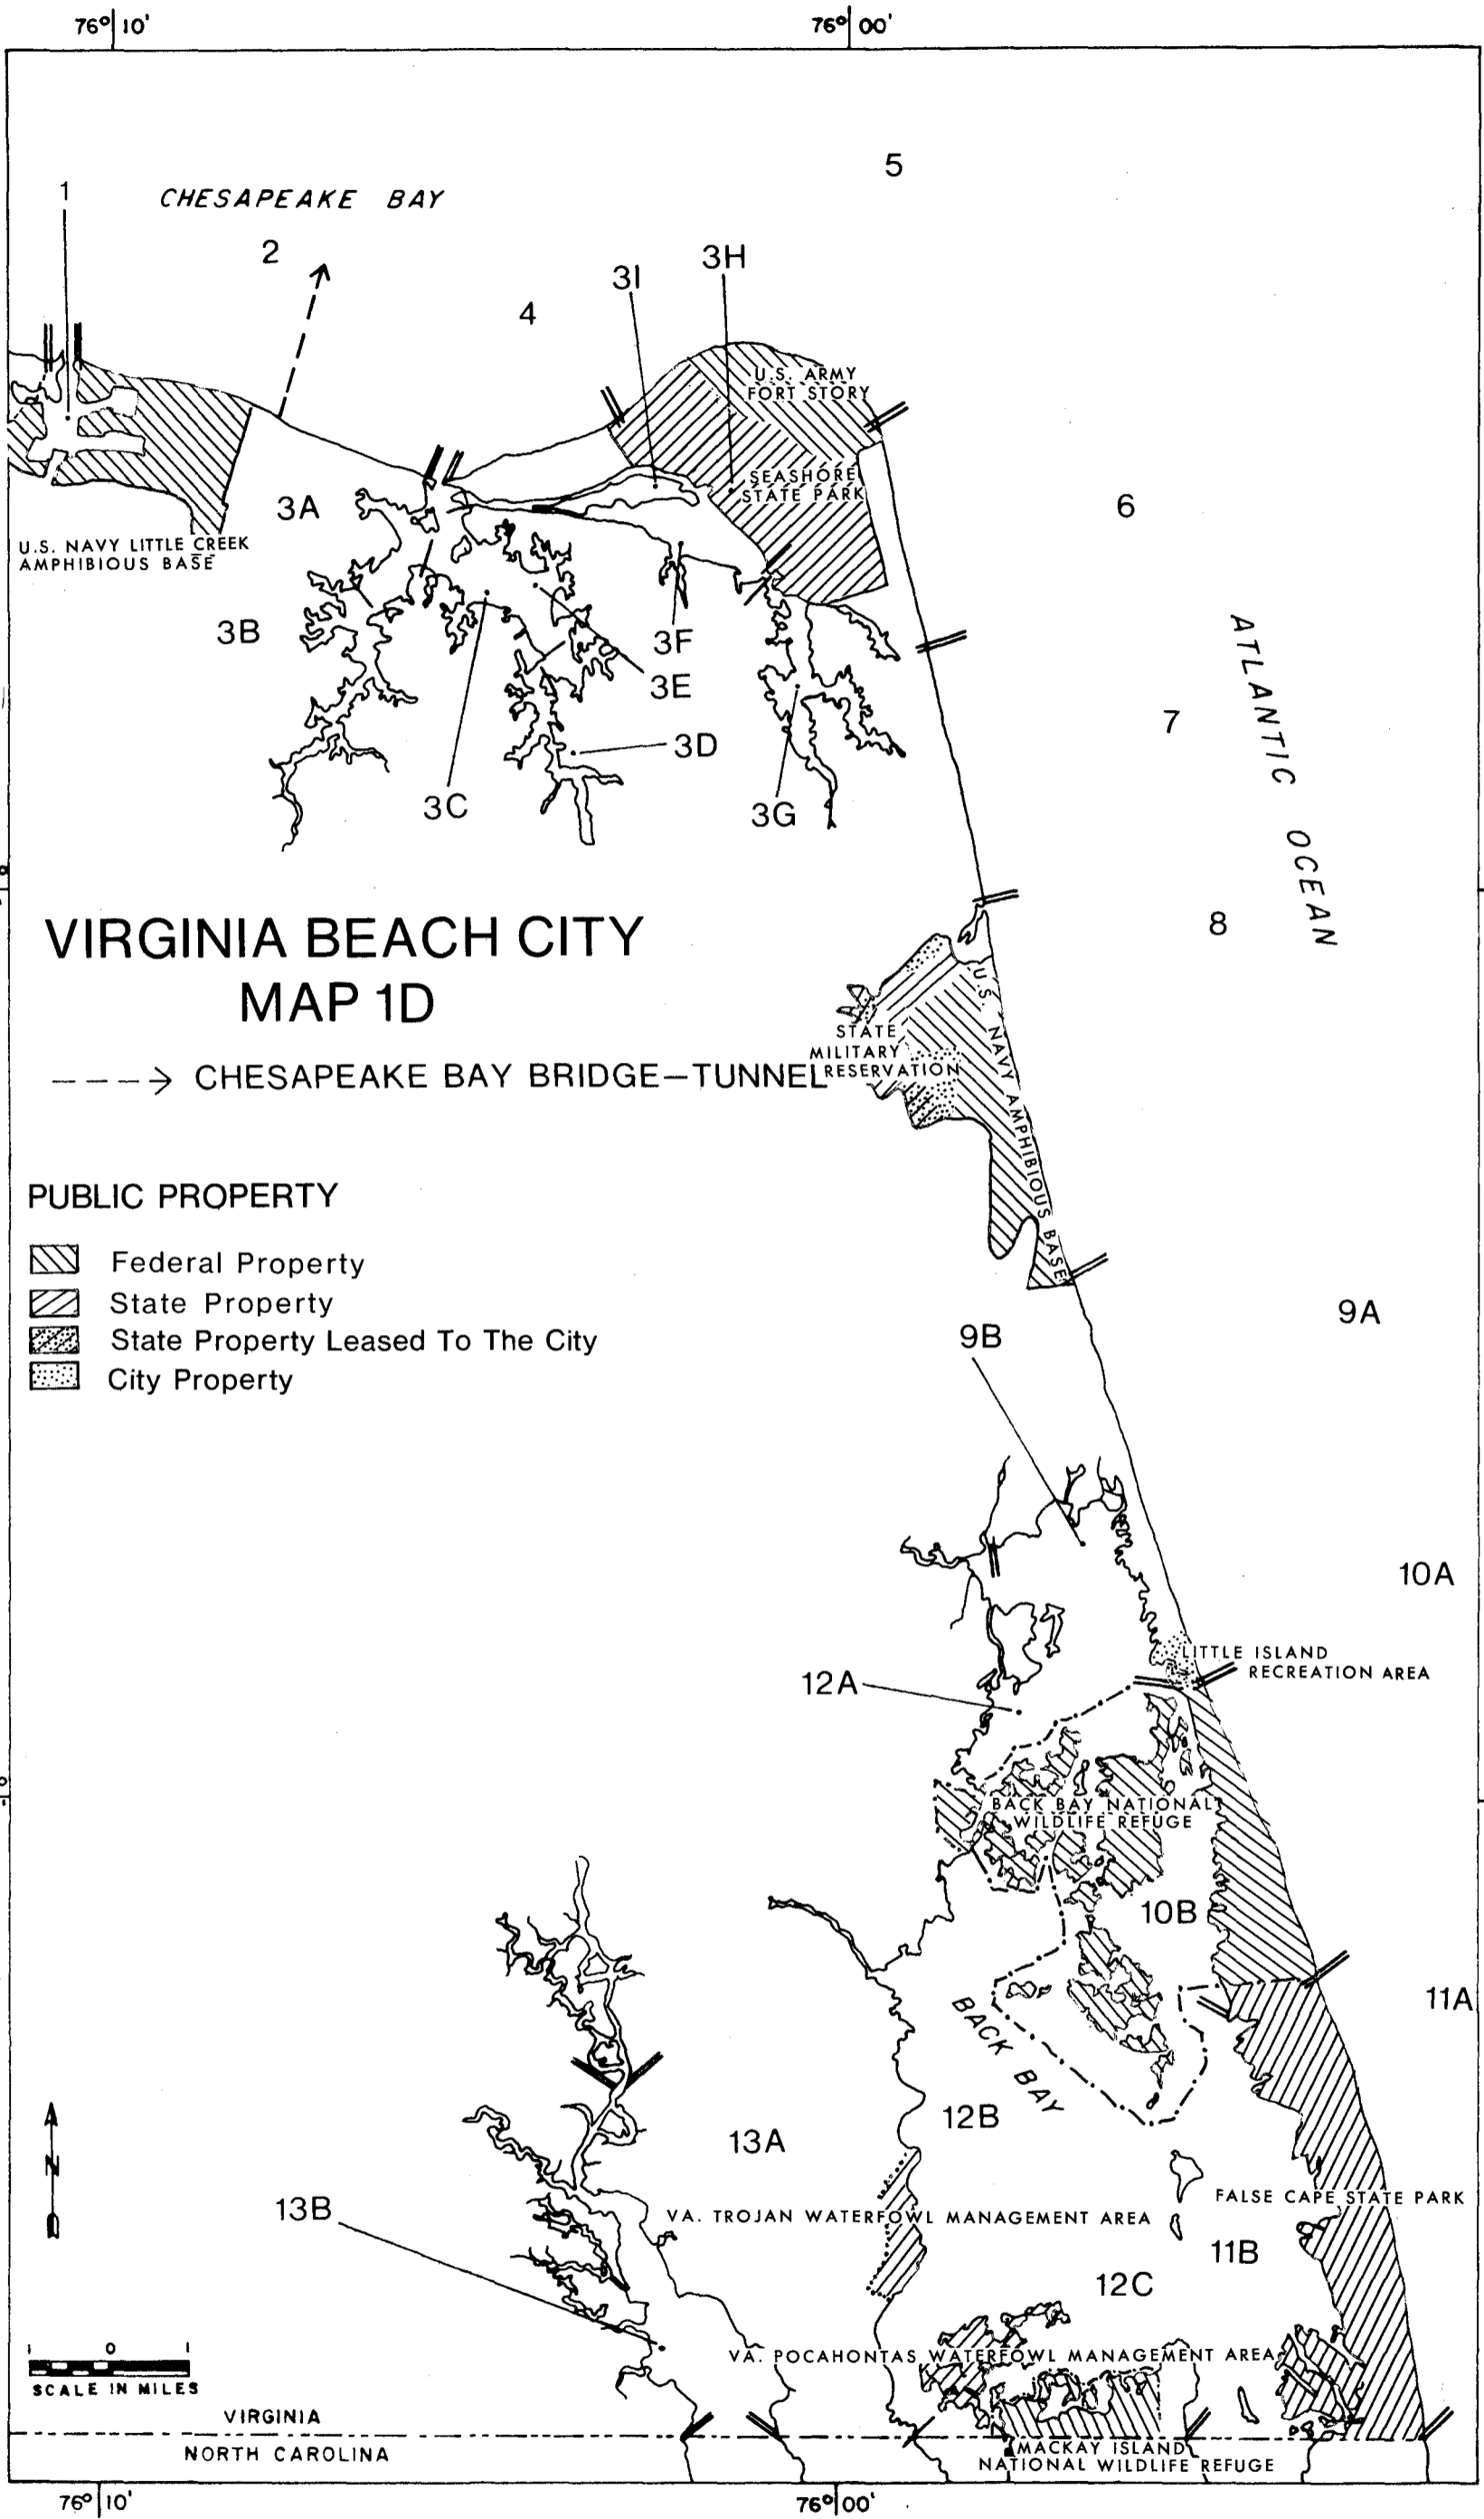 76° 10'
76° 00'
5
1
CHESAPEAKE BAY
2
3H
3I
4
U.S. ARMY
FORT STORY
SEASHORE
STATE PARK
3A
6
U.S. NAVY LITTLE CREEK
AMPHIBIOUS BASE
3B
3F
3E
ATLANTIC OCEAN
7
3D
3C
3G
8
VIRGINIA BEACH CITY
MAP 1D
CHESAPEAKE BAY BRIDGE-TUNNEL
STATE
MILITARY
RESERVATION
U.S. NAVY AMPHIBIOUS BASE
PUBLIC PROPERTY
Federal Property
State Property
State Property Leased To The City
City Property
9A
9B
10A
LITTLE ISLAND
RECREATION AREA
12A
BACK BAY NATIONAL
WILDLIFE REFUGE
10B
11A
BACK BAY
12B
13A
N
FALSE CAPE STATE PARK
13B
VA. TROJAN WATERFOWL MANAGEMENT AREA
11B
12C
1 0 1
SCALE IN MILES
VA. POCAHONTAS WATERFOWL MANAGEMENT AREA
VIRGINIA
NORTH CAROLINA
MACKAY ISLAND
NATIONAL WILDLIFE REFUGE
76° 10'
76° 00'